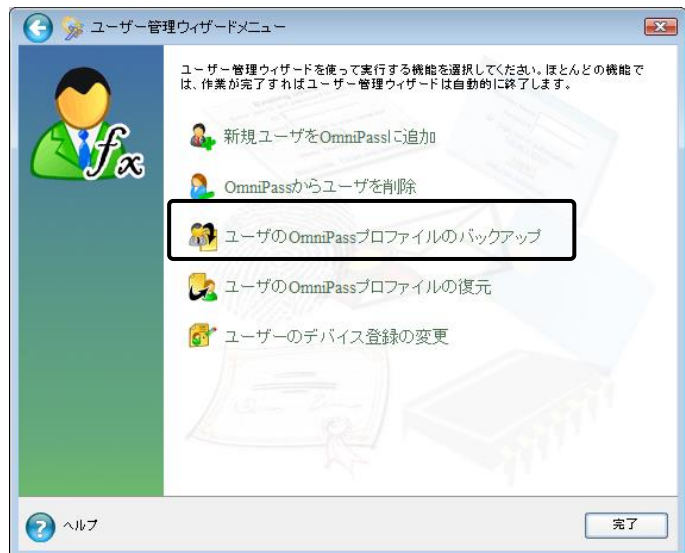 ユーザー管理ウィザードメニュー
ユーザー管理ウィザードを使って実行する機能を選択してください。ほとんどの機能で
は、作業が完了すればユーザー管理ウィザードは自動的に終了します。
fx
新規ユーザをOmniPassに追加
OmniPassからユーザを削除
ユーザのOmniPassプロファイルのバックアップ
ユーザのOmniPassプロファイルの復元
ユーザーのデバイス登録の変更
ヘルプ
完了